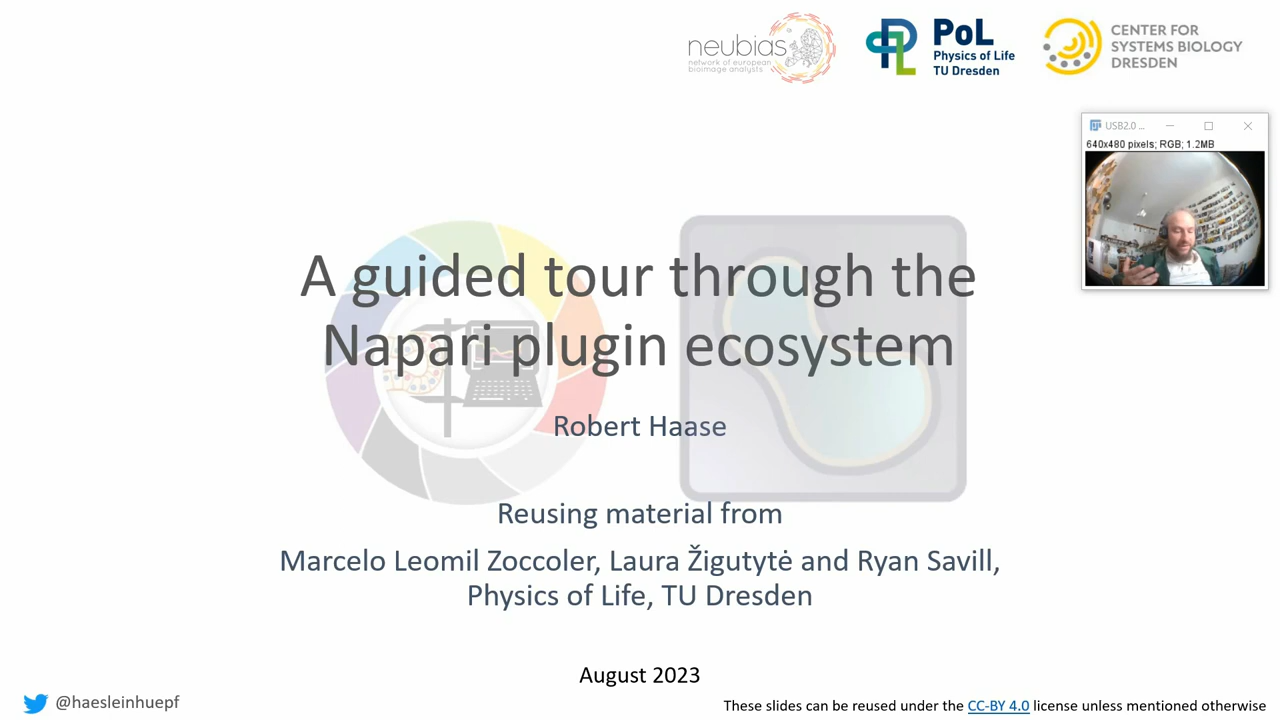 neubias
network of european
bioimage analysts
PoL
Physics of Life
TU Dresden
CENTER FOR
SYSTEMS BIOLOGY
DRESDEN
USB2.0 ...
640x480 pixels; RGB; 1.2MB
A guided tour through the
Napari plugin ecosystem
Robert Haase
Reusing material from
Marcelo Leomil Zoccoler, Laura Žigutytė and Ryan Savill,
Physics of Life, TU Dresden
August 2023
@haesleinhuepf
These slides can be reused under the CC-BY 4.0 license unless mentioned otherwise